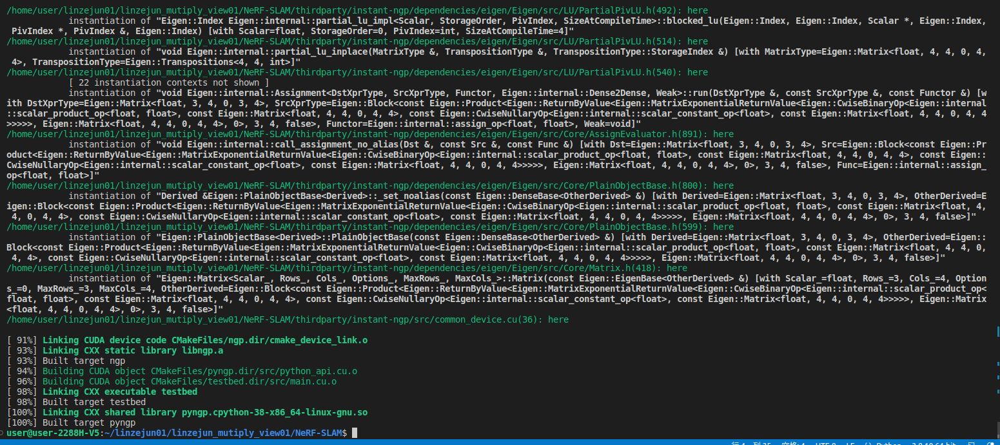 /home/user/linzejun01/linzejun_mutiply_view01/NeRF-SLAM/thirdparty/instant-ngp/dependencies/eigen/Eigen/src/LU/PartialPivLU.h(492): here
            instantiation of "Eigen::Index Eigen::internal::partial_lu_impl<Scalar, StorageOrder, PivIndex, SizeAtCompileTime>::blocked_lu(Eigen::Index, Eigen::Index, Scalar *, Eigen::Index,
 PivIndex *, PivIndex &, Eigen::Index) [with Scalar=float, StorageOrder=0, PivIndex=int, SizeAtCompileTime=4]"
/home/user/linzejun01/linzejun_mutiply_view01/NeRF-SLAM/thirdparty/instant-ngp/dependencies/eigen/Eigen/src/LU/PartialPivLU.h(514): here
            instantiation of "void Eigen::internal::partial_lu_inplace(MatrixType &, TranspositionType &, TranspositionType::StorageIndex &) [with MatrixType=Eigen::Matrix<float, 4, 4, 0, 4,
 4>, TranspositionType=Eigen::Transpositions<4, 4, int>]"
/home/user/linzejun01/linzejun_mutiply_view01/NeRF-SLAM/thirdparty/instant-ngp/dependencies/eigen/Eigen/src/LU/PartialPivLU.h(540): here
            [ 22 instantiation contexts not shown ]
            instantiation of "void Eigen::internal::Assignment<DstXprType, SrcXprType, Functor, Eigen::internal::Dense2Dense, Weak>::run(DstXprType &, const SrcXprType &, const Functor &) [w
ith DstXprType=Eigen::Matrix<float, 3, 4, 0, 3, 4>, SrcXprType=Eigen::Block<const Eigen::Product<Eigen::ReturnByValue<Eigen::MatrixExponentialReturnValue<Eigen::CwiseBinaryOp<Eigen::internal
::scalar_product_op<float, float>, const Eigen::Matrix<float, 4, 4, 0, 4, 4>, const Eigen::CwiseNullaryOp<Eigen::internal::scalar_constant_op<float>, const Eigen::Matrix<float, 4, 4, 0, 4, 4
>>>>>, Eigen::Matrix<float, 4, 4, 0, 4, 4>, 0>, 3, 4, false>, Functor=Eigen::internal::assign_op<float, float>, Weak=void]"
/home/user/linzejun01/linzejun_mutiply_view01/NeRF-SLAM/thirdparty/instant-ngp/dependencies/eigen/Eigen/src/Core/AssignEvaluator.h(891): here
            instantiation of "void Eigen::internal::call_assignment_no_alias(Dst &, const Src &, const Func &) [with Dst=Eigen::Matrix<float, 3, 4, 0, 3, 4>, Src=Eigen::Block<const Eigen::Pr
oduct<Eigen::ReturnByValue<Eigen::MatrixExponentialReturnValue<Eigen::CwiseBinaryOp<Eigen::internal::scalar_product_op<float, float>, const Eigen::Matrix<float, 4, 4, 0, 4, 4>, const Eigen::
CwiseNullaryOp<Eigen::internal::scalar_constant_op<float>, const Eigen::Matrix<float, 4, 4, 0, 4, 4>>>>>, Eigen::Matrix<float, 4, 4, 0, 4, 4>, 0>, 3, 4, false>, Func=Eigen::internal::assign_
op<float, float>]"
/home/user/linzejun01/linzejun_mutiply_view01/NeRF-SLAM/thirdparty/instant-ngp/dependencies/eigen/Eigen/src/Core/PlainObjectBase.h(800): here
            instantiation of "Derived &Eigen::PlainObjectBase<Derived>::_set_noalias(const Eigen::DenseBase<OtherDerived> &) [with Derived=Eigen::Matrix<float, 3, 4, 0, 3, 4>, OtherDerived=E
igen::Block<const Eigen::Product<Eigen::ReturnByValue<Eigen::MatrixExponentialReturnValue<Eigen::CwiseBinaryOp<Eigen::internal::scalar_product_op<float, float>, const Eigen::Matrix<float, 4,
 4, 0, 4, 4>, const Eigen::CwiseNullaryOp<Eigen::internal::scalar_constant_op<float>, const Eigen::Matrix<float, 4, 4, 0, 4, 4>>>>>, Eigen::Matrix<float, 4, 4, 0, 4, 4>, 0>, 3, 4, false>]"
/home/user/linzejun01/linzejun_mutiply_view01/NeRF-SLAM/thirdparty/instant-ngp/dependencies/eigen/Eigen/src/Core/PlainObjectBase.h(599): here
            instantiation of "Eigen::PlainObjectBase<Derived>::PlainObjectBase(const Eigen::DenseBase<OtherDerived> &) [with Derived=Eigen::Matrix<float, 3, 4, 0, 3, 4>, OtherDerived=Eigen::
Block<const Eigen::Product<Eigen::ReturnByValue<Eigen::MatrixExponentialReturnValue<Eigen::CwiseBinaryOp<Eigen::internal::scalar_product_op<float, float>, const Eigen::Matrix<float, 4, 4, 0,
 4, 4>, const Eigen::CwiseNullaryOp<Eigen::internal::scalar_constant_op<float>, const Eigen::Matrix<float, 4, 4, 0, 4, 4>>>>>, Eigen::Matrix<float, 4, 4, 0, 4, 4>, 0>, 3, 4, false>]"
/home/user/linzejun01/linzejun_mutiply_view01/NeRF-SLAM/thirdparty/instant-ngp/dependencies/eigen/Eigen/src/Core/Matrix.h(418): here
            instantiation of "Eigen::Matrix<Scalar_, Rows_, Cols_, Options_, MaxRows_, MaxCols_>::Matrix(const Eigen::EigenBase<OtherDerived> &) [with Scalar_=float, Rows_=3, Cols_=4, Option
s_=0, MaxRows_=3, MaxCols_=4, OtherDerived=Eigen::Block<const Eigen::Product<Eigen::ReturnByValue<Eigen::MatrixExponentialReturnValue<Eigen::CwiseBinaryOp<Eigen::internal::scalar_product_op<
float, float>, const Eigen::Matrix<float, 4, 4, 0, 4, 4>, const Eigen::CwiseNullaryOp<Eigen::internal::scalar_constant_op<float>, const Eigen::Matrix<float, 4, 4, 0, 4, 4>>>>>, Eigen::Matrix
<float, 4, 4, 0, 4, 4>, 0>, 3, 4, false>]"
/home/user/linzejun01/linzejun_mutiply_view01/NeRF-SLAM/thirdparty/instant-ngp/src/common_device.cu(36): here
[ 91%] Linking CUDA device code CMakeFiles/ngp.dir/cmake_device_link.o
[ 93%] Linking CXX static library libngp.a
[ 93%] Built target ngp
[ 94%] Building CUDA object CMakeFiles/pyngp.dir/src/python_api.cu.o
[ 96%] Building CUDA object CMakeFiles/testbed.dir/src/main.cu.o
[ 98%] Linking CXX executable testbed
[ 98%] Built target testbed
[100%] Linking CXX shared library pyngp.cpython-38-x86_64-linux-gnu.so
[100%] Built target pyngp
user@user-2288H-V5:~/linzejun01/linzejun_mutiply_view01/NeRF-SLAM$